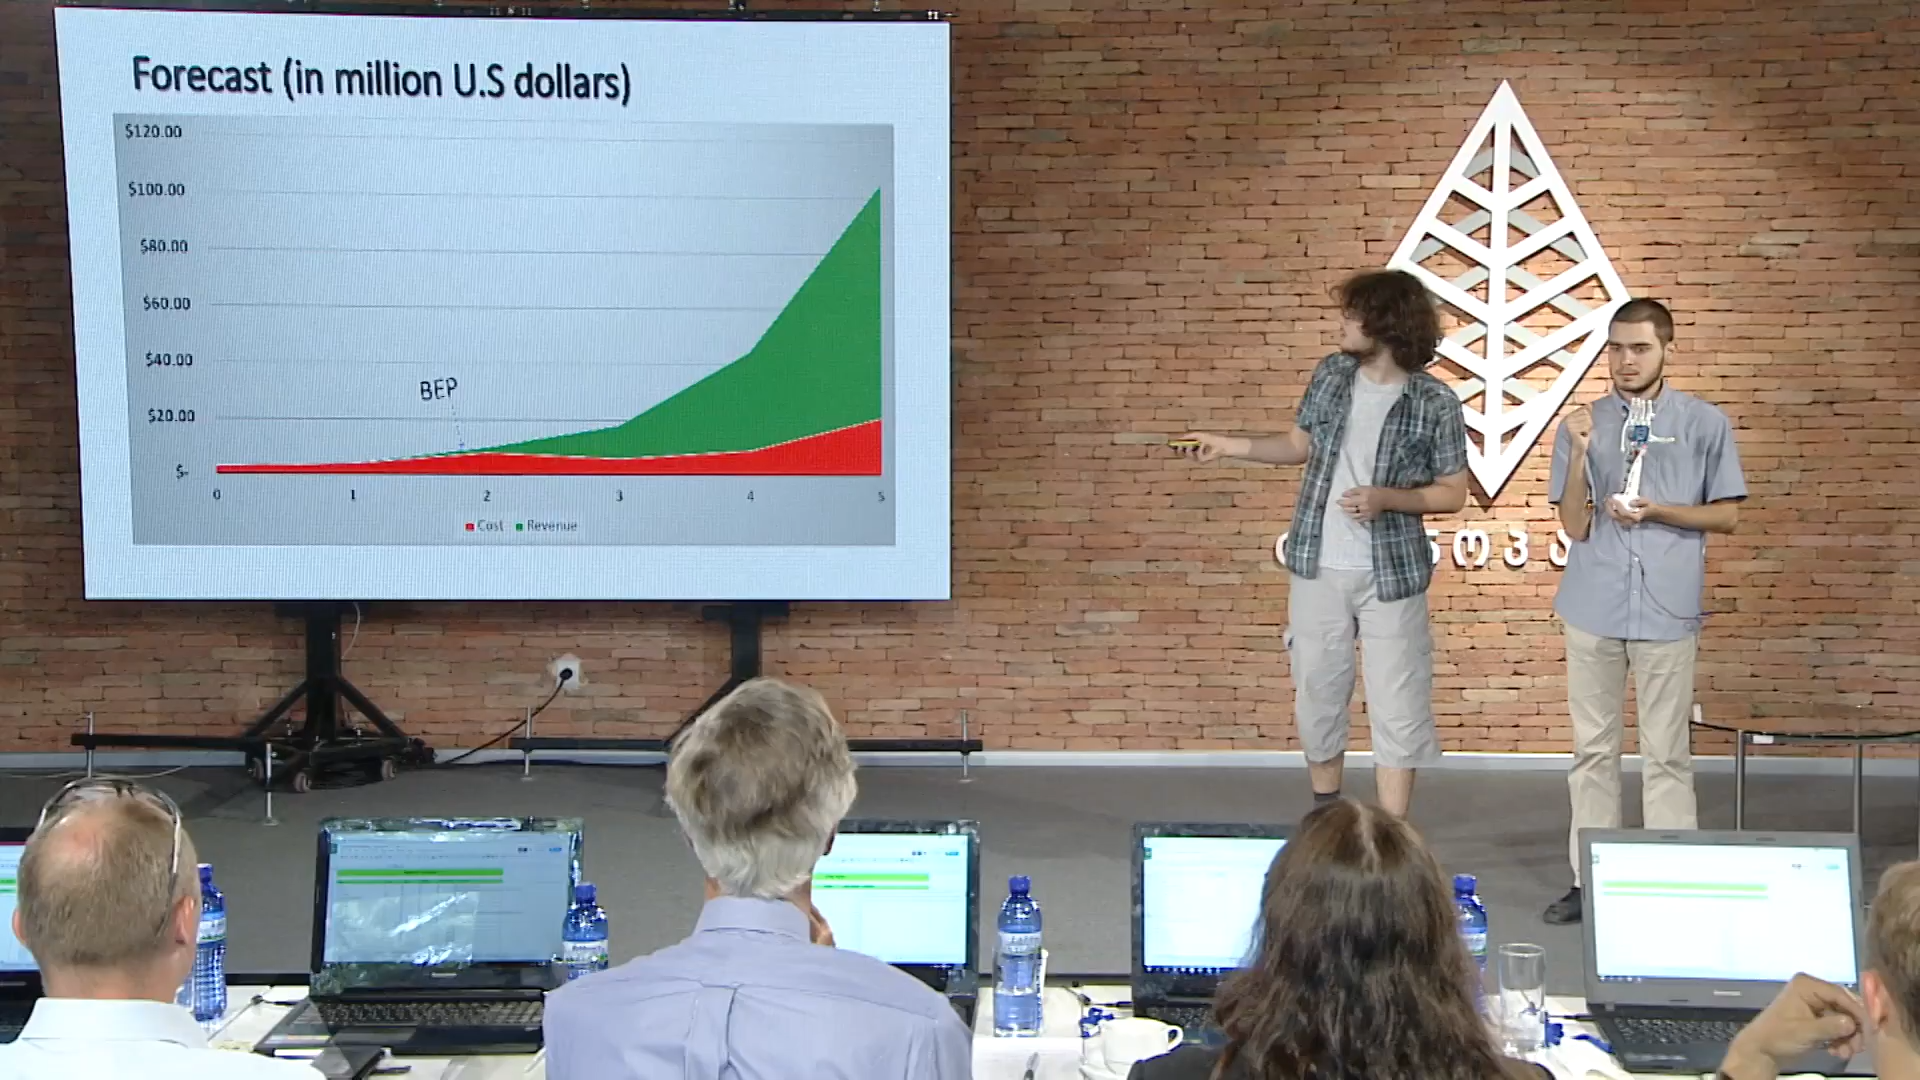 Forecast (in million U.S dollars)
$120.00
$100.00
$80.00
$60.00
$40.00
$20.00
$-
BEP
0 1 2 3 4 5
Cost Revenue
ნოპა